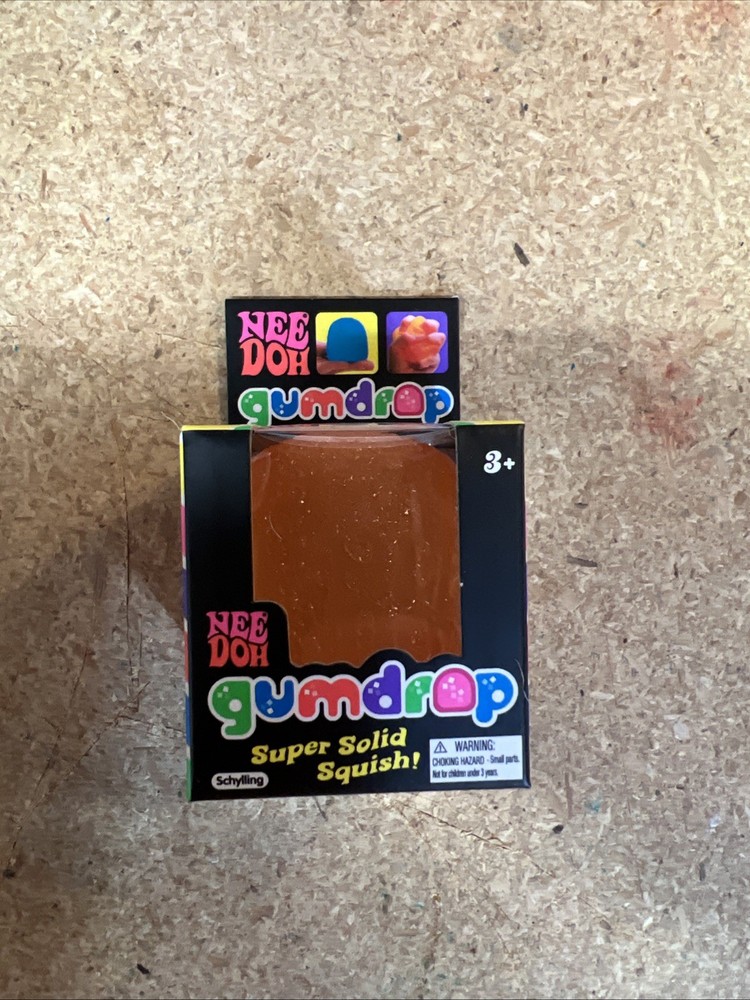 NEE
DOH
gumdrop
3+
NEE
DOH
gumdrop
Super Solid
Squish!
Schylling
WARNING:
CHOKING HAZARD - Small parts.
Not for children under 3 years.